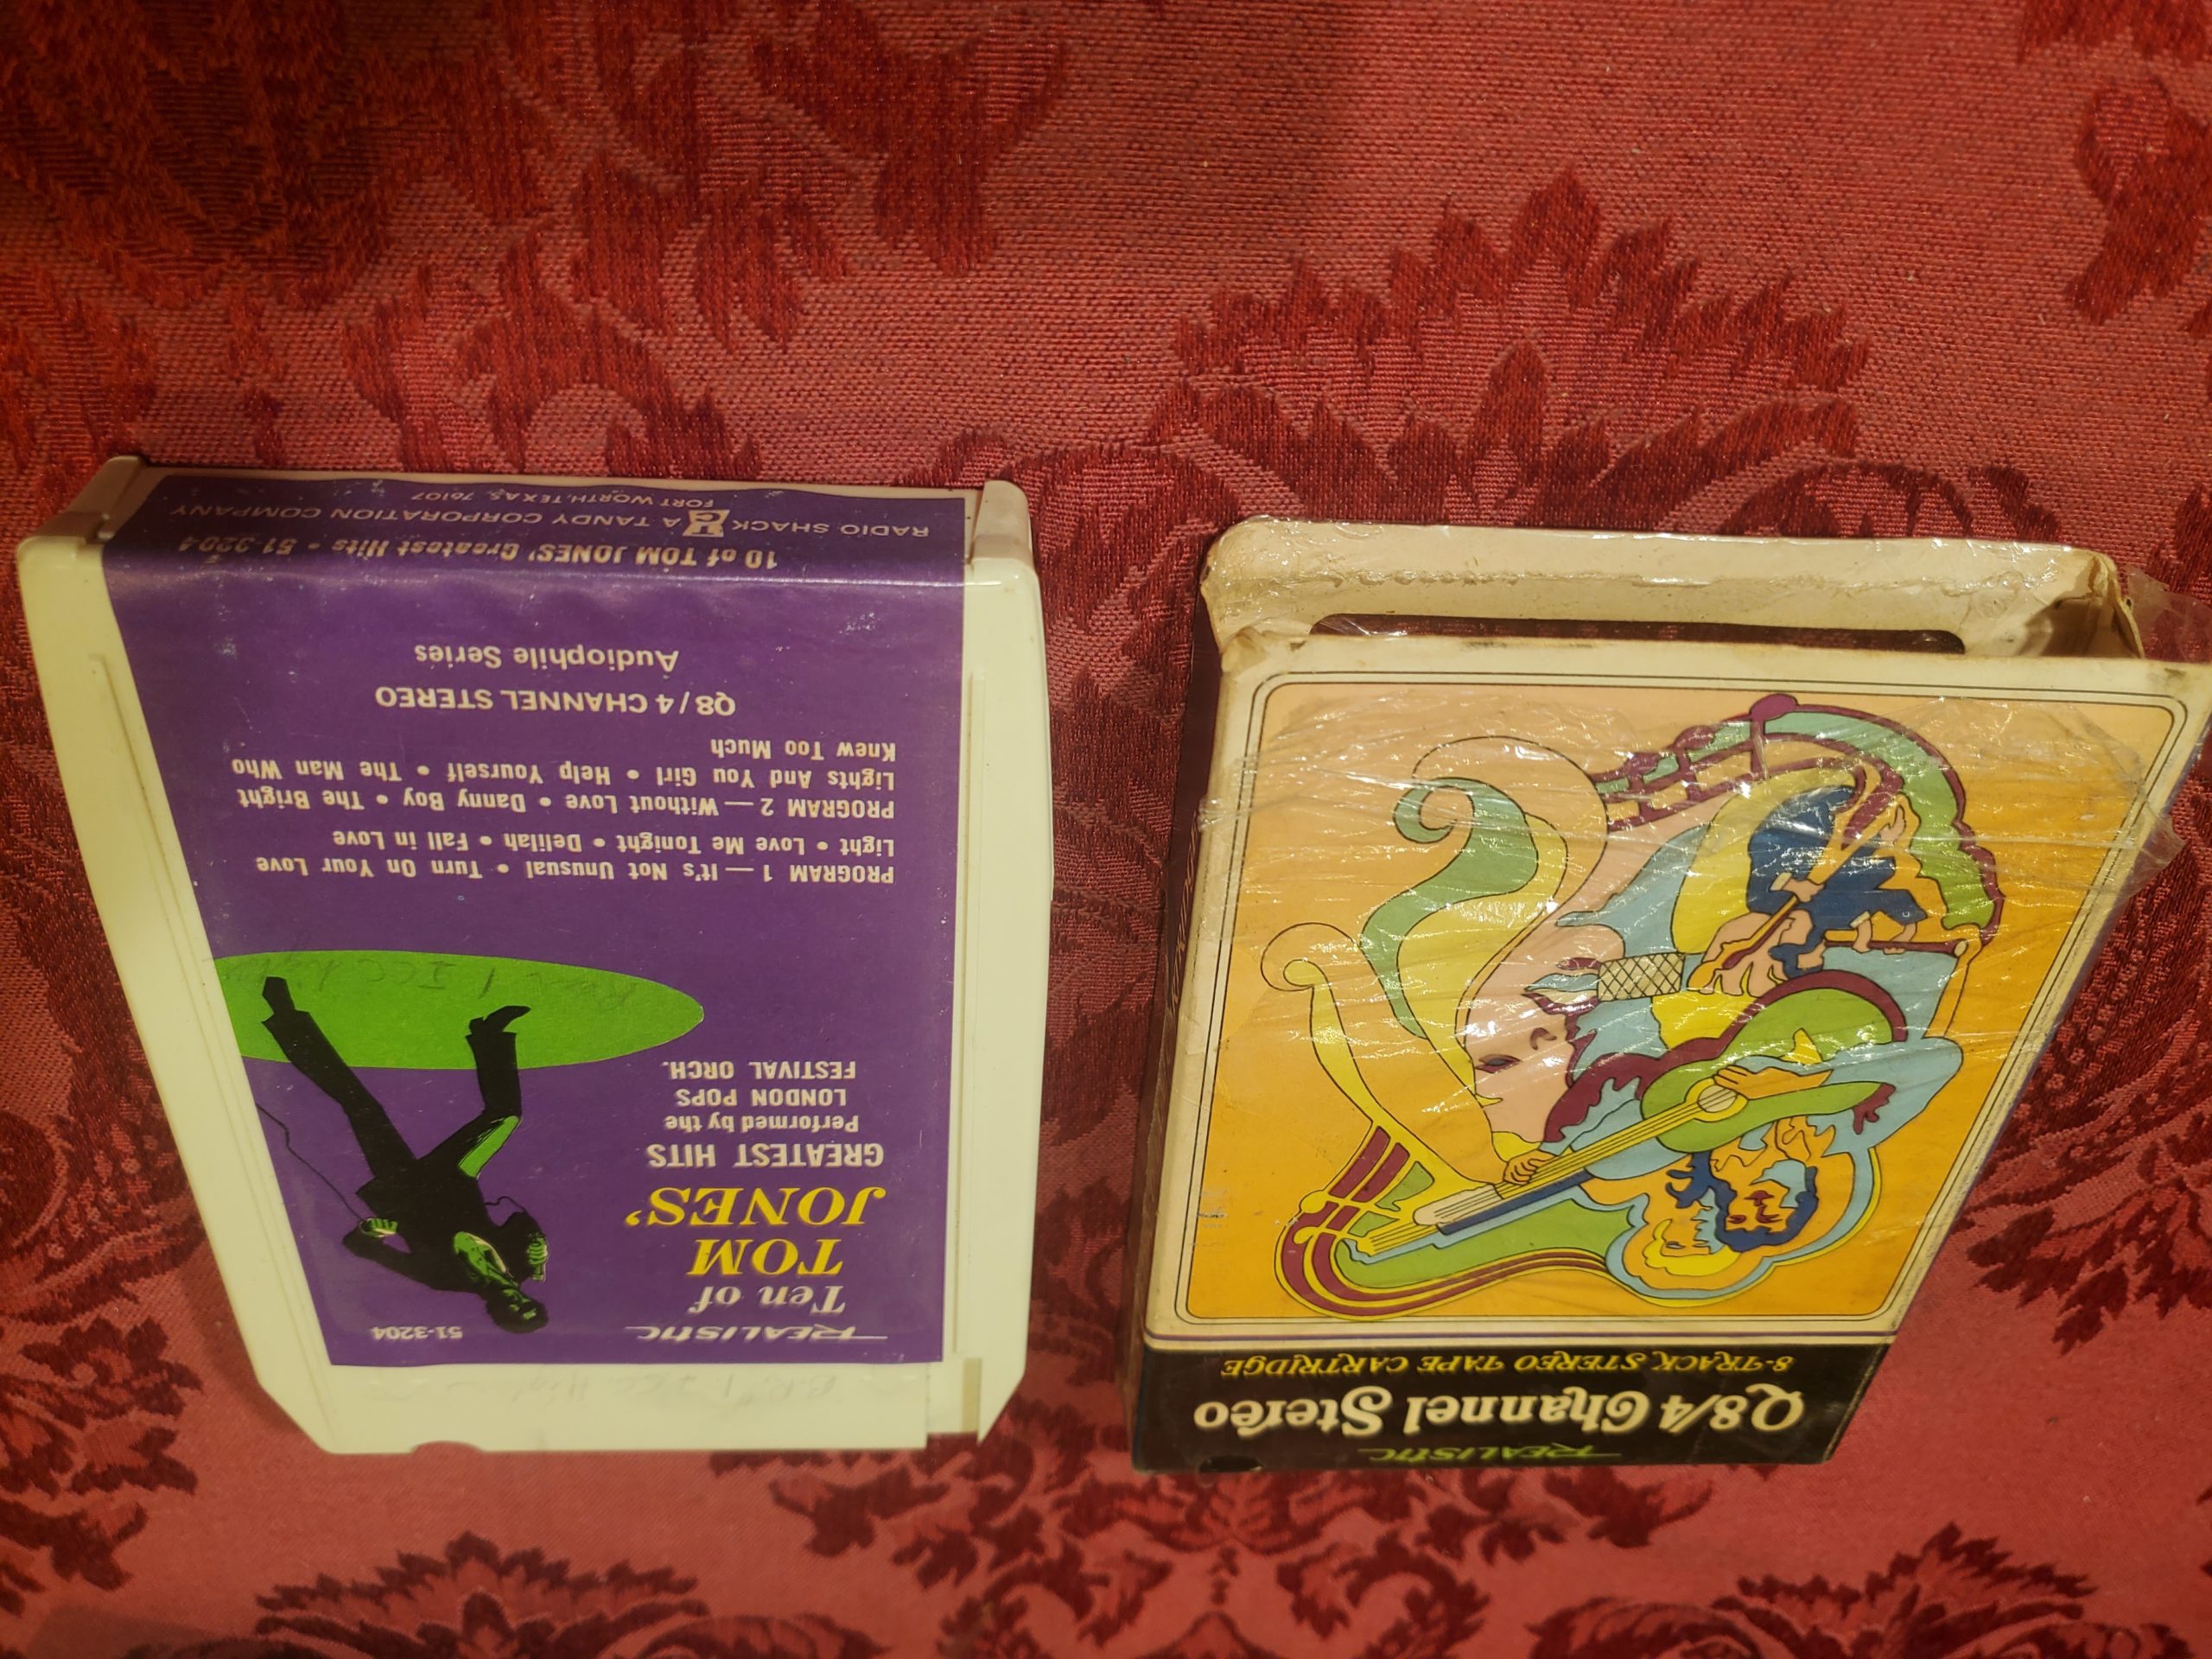 REALISTIC 51-3204
Ten of
TOM
JONES'
GREATEST HITS
Performed by the
LONDON POPS
FESTIVAL ORCH.
PROGRAM 1 — It's Not Unusual • Turn On Your Love
Light • Love Me Tonight • Delilah • Fall in Love
PROGRAM 2 — Without Love • Danny Boy • The Bright
Lights And You Girl • Help Yourself • The Man Who
Knew Too Much
Q8/4 CHANNEL STEREO
Audiophile Series
10 of TOM JONES' Greatest Hits • 51-3204
RADIO SHACK A TANDY CORPORATION COMPANY
FORT WORTH, TEXAS 76107
REALISTIC
Q8/4 Channel Stereo
8-TRACK STEREO TAPE CARTRIDGE